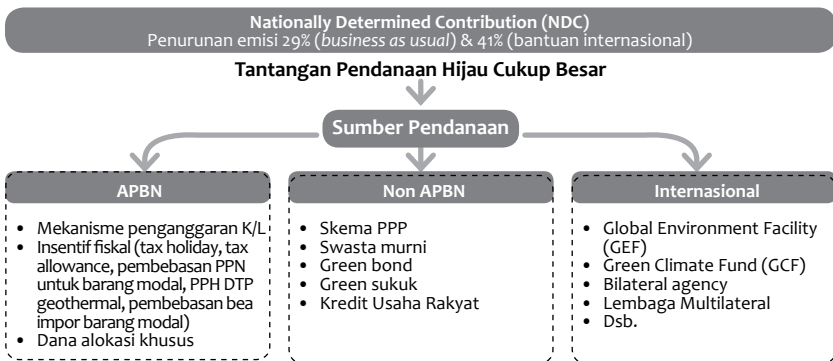 Nationally Determined Contribution (NDC)
Penurunan emisi 29% (business as usual) & 41% (bantuan internasional)
Tantangan Pendanaan Hijau Cukup Besar
Sumber Pendanaan
APBN
• Mekanisme penganggaran K/L
• Insentif fiskal (tax holiday, tax
allowance, pembebasan PPN
untuk barang modal, PPH DTP
geothermal, pembebasan bea
impor barang modal)
• Dana alokasi khusus
Non APBN
• Skema PPP
• Swasta murni
• Green bond
• Green sukuk
• Kredit Usaha Rakyat
Internasional
• Global Environment Facility
(GEF)
• Green Climate Fund (GCF)
• Bilateral agency
• Lembaga Multilateral
• Dsb.